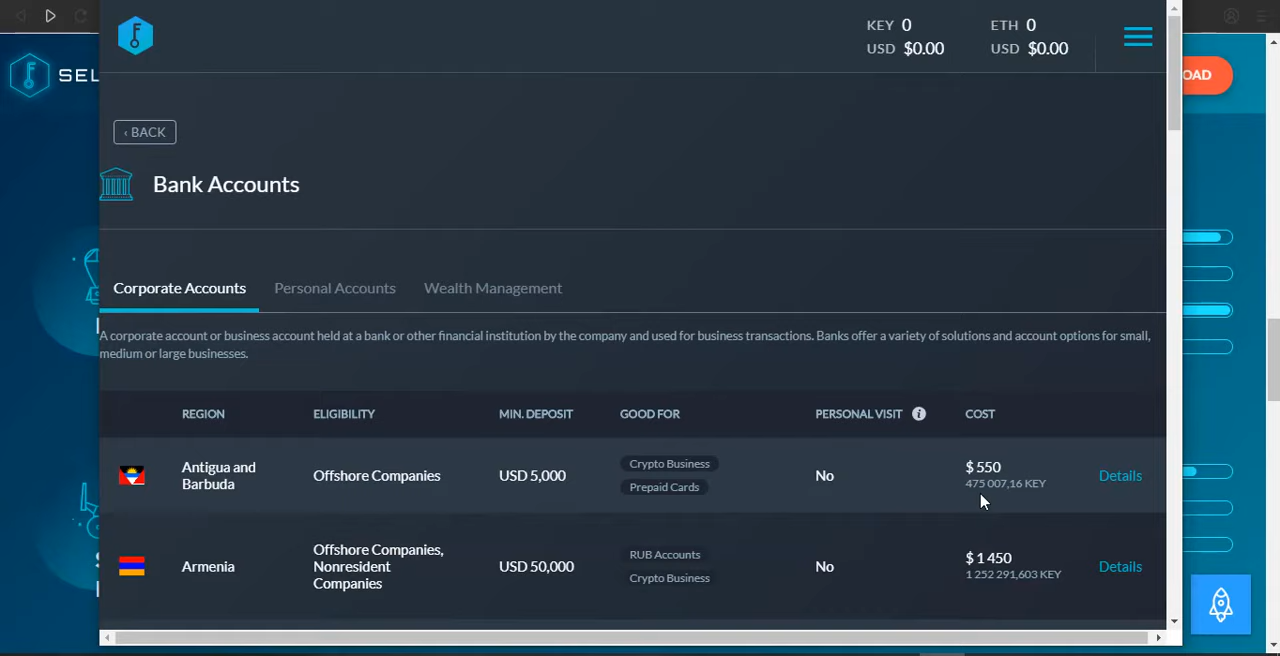 KEY 0
USD $0.00
ETH 0
USD $0.00
SEL
OAD
‹ BACK
Bank Accounts
Corporate Accounts
Personal Accounts
Wealth Management
A corporate account or business account held at a bank or other financial institution by the company and used for business transactions. Banks offer a variety of solutions and account options for small,
medium or large businesses.
REGION
ELIGIBILITY
MIN. DEPOSIT
GOOD FOR
PERSONAL VISIT i
COST
Antigua and
Barbuda
Offshore Companies
USD 5,000
Crypto Business
Prepaid Cards
No
$ 550
475 007,16 KEY
Details
Armenia
Offshore Companies,
Nonresident
Companies
USD 50,000
RUB Accounts
Crypto Business
No
$ 1 450
1 252 291,603 KEY
Details